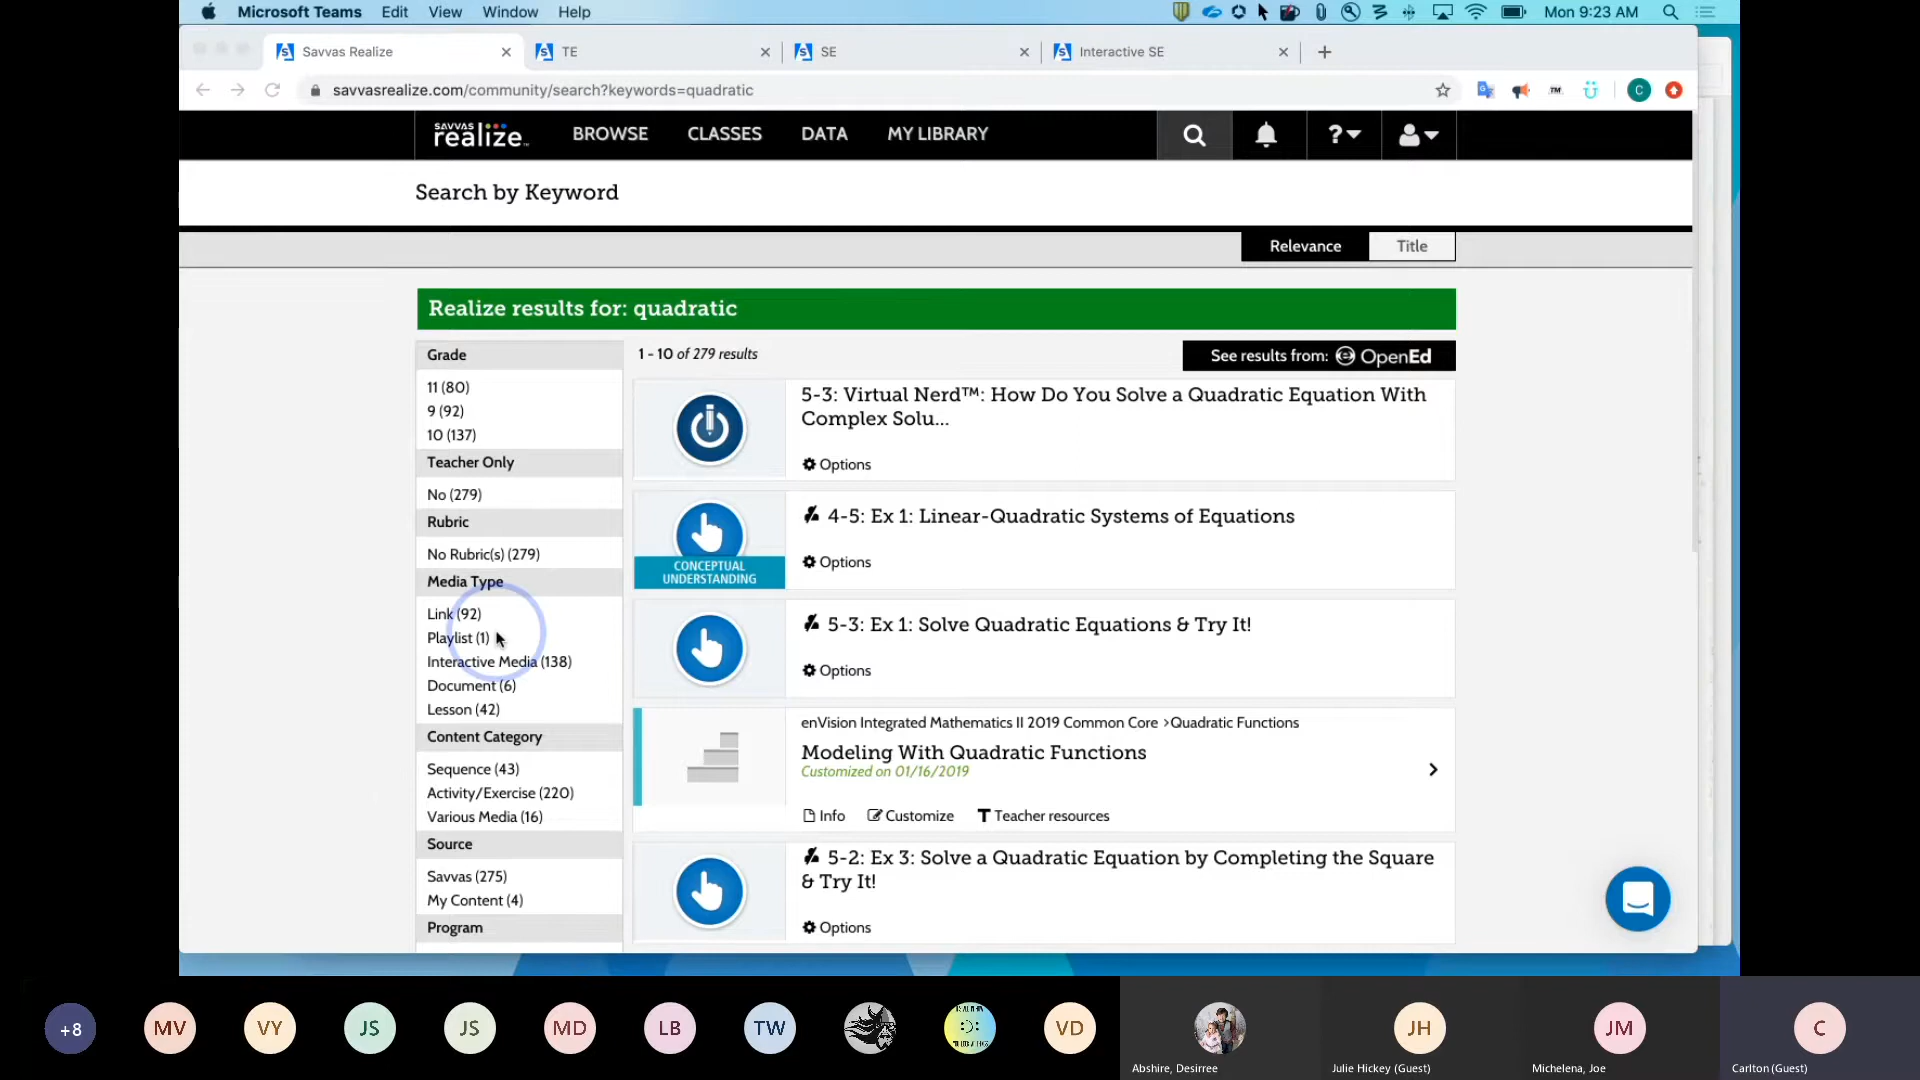 Microsoft Teams Edit View Window Help
Mon 9:23 AM
Savvas Realize
TE
SE
Interactive SE
savvasrealize.com/community/search?keywords=quadratic
C
SAVVAS
realize
BROWSE
CLASSES
DATA
MY LIBRARY
?
Search by Keyword
Relevance
Title
Realize results for: quadratic
Grade
11 (80)
9 (92)
10 (137)
Teacher Only
No (279)
Rubric
No Rubric(s) (279)
Media Type
Link (92)
Playlist (1)
Interactive Media (138)
Document (6)
Lesson (42)
Content Category
Sequence (43)
Activity/Exercise (220)
Various Media (16)
Source
Savvas (275)
My Content (4)
Program
1 - 10 of 279 results
See results from: OpenEd
5-3: Virtual Nerd™: How Do You Solve a Quadratic Equation With
Complex Solu...
Options
CONCEPTUAL
UNDERSTANDING
4-5: Ex 1: Linear-Quadratic Systems of Equations
Options
5-3: Ex 1: Solve Quadratic Equations & Try It!
Options
enVision Integrated Mathematics II 2019 Common Core >Quadratic Functions
Modeling With Quadratic Functions
Customized on 01/16/2019
Info
Customize
T Teacher resources
5-2: Ex 3: Solve a Quadratic Equation by Completing the Square
& Try It!
Options
+8
MV
VY
JS
JS
MD
LB
TW
VD
JH
JM
C
Abshire, Desirree
Julie Hickey (Guest)
Michelena, Joe
Carlton (Guest)